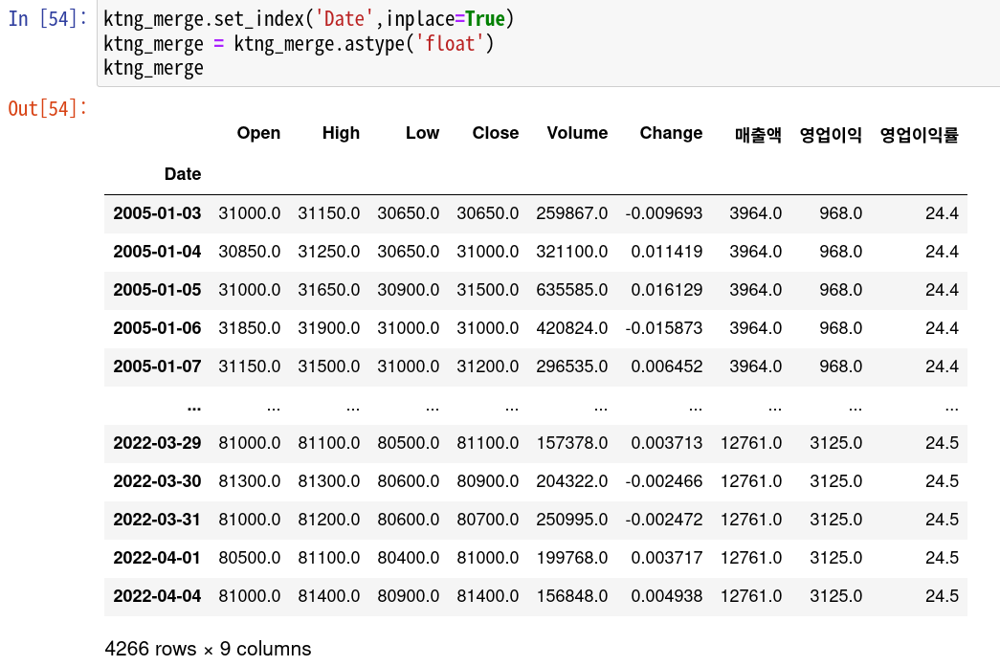 In [54]: ktng_merge.set_index('Date',inplace=True)
ktng_merge = ktng_merge.astype('float')
ktng_merge
Out[54]:
Open High Low Close Volume Change 매출액 영업이익 영업이익률
Date
2005-01-03 31000.0 31150.0 30650.0 30650.0 259867.0 -0.009693 3964.0 968.0 24.4
2005-01-04 30850.0 31250.0 30650.0 31000.0 321100.0 0.011419 3964.0 968.0 24.4
2005-01-05 31000.0 31650.0 30900.0 31500.0 635585.0 0.016129 3964.0 968.0 24.4
2005-01-06 31850.0 31900.0 31000.0 31000.0 420824.0 -0.015873 3964.0 968.0 24.4
2005-01-07 31150.0 31500.0 31000.0 31200.0 296535.0 0.006452 3964.0 968.0 24.4
... ... ... ... ... ... ... ... ... ...
2022-03-29 81000.0 81100.0 80500.0 81100.0 157378.0 0.003713 12761.0 3125.0 24.5
2022-03-30 81300.0 81300.0 80600.0 80900.0 204322.0 -0.002466 12761.0 3125.0 24.5
2022-03-31 81000.0 81200.0 80600.0 80700.0 250995.0 -0.002472 12761.0 3125.0 24.5
2022-04-01 80500.0 81100.0 80400.0 81000.0 199768.0 0.003717 12761.0 3125.0 24.5
2022-04-04 81000.0 81400.0 80900.0 81400.0 156848.0 0.004938 12761.0 3125.0 24.5
4266 rows × 9 columns